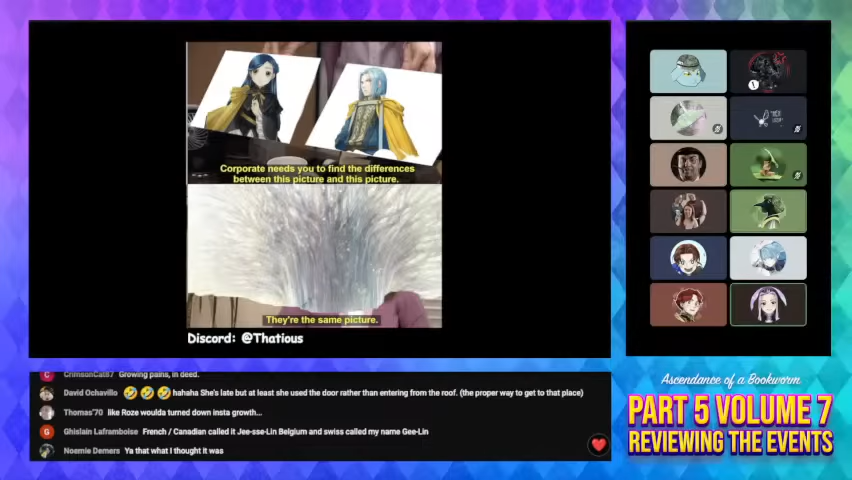 Corporate needs you to find the differences
between this picture and this picture.
They're the same picture.
Discord: @Thatious
CrimsonCat87 Growing pains, in deed.
David Ochavillo 🤣🤣🤣 hahaha She's late but at least she used the door rather than entering from the roof. (the proper way to get to that place)
Thomas'70 like Roze woulda turned down insta growth...
G Ghislain Laframboise French / Canadian called it Jee-sse-Lin Belgium and swiss called my name Gee-Lin
Noemie Demers Ya that what I thought it was
Ascendance of a Bookworm
PART 5 VOLUME 7
REVIEWING THE EVENTS